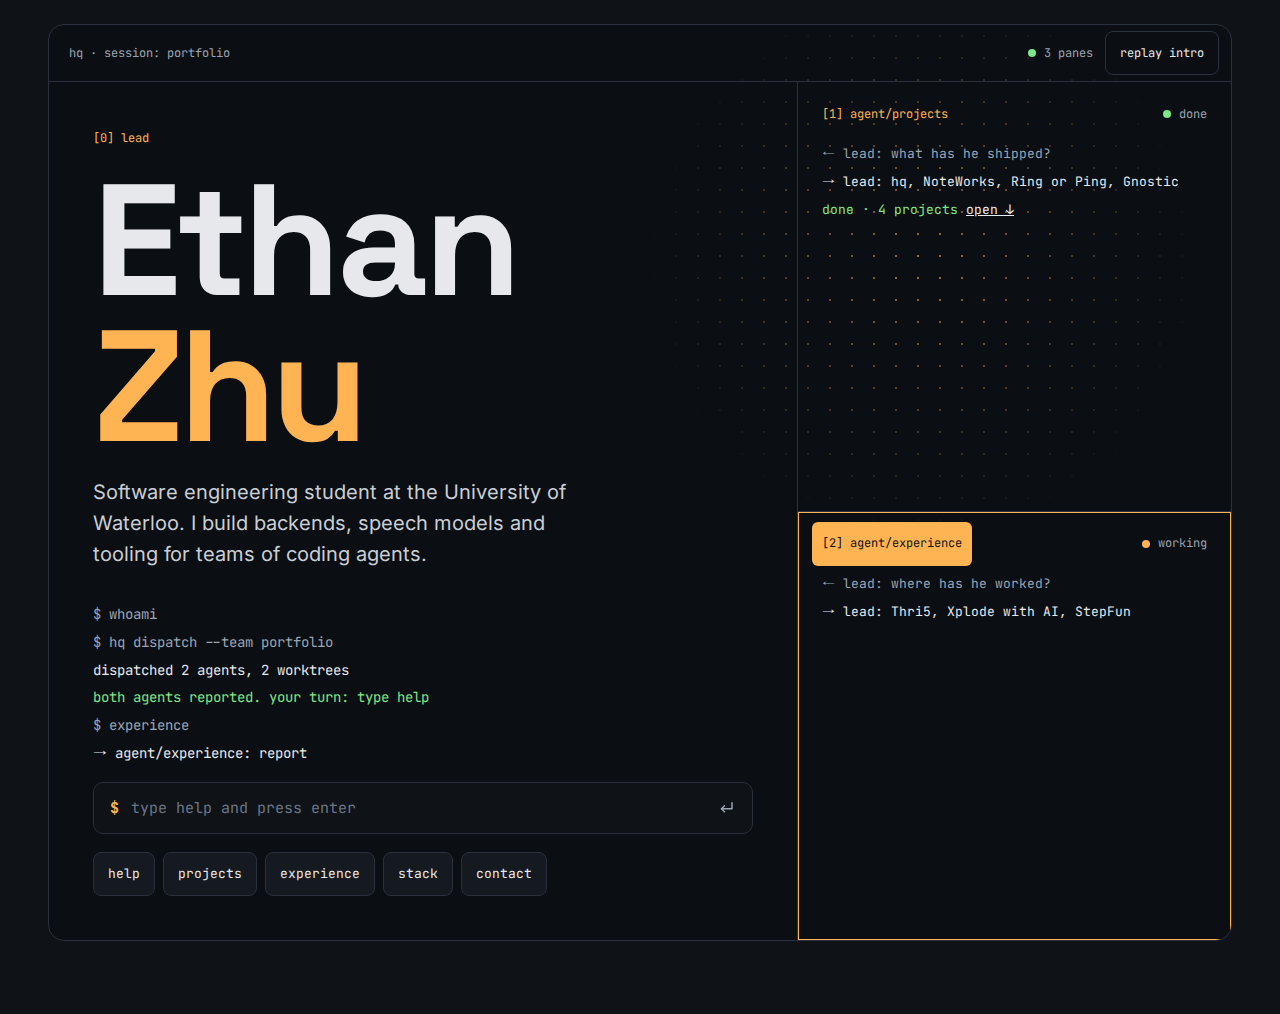 hq · session: portfolio
3 panes
replay intro
[0] lead
Ethan
Zhu
Software engineering student at the University of
Waterloo. I build backends, speech models and
tooling for teams of coding agents.
$ whoami
$ hq dispatch --team portfolio
dispatched 2 agents, 2 worktrees
both agents reported. your turn: type help
$ experience
→ agent/experience: report
$ type help and press enter ↵
help
projects
experience
stack
contact
[1] agent/projects
done
← lead: what has he shipped?
→ lead: hq, NoteWorks, Ring or Ping, Gnostic
done · 4 projects open ↓
[2] agent/experience
working
← lead: where has he worked?
→ lead: Thri5, Xplode with AI, StepFun